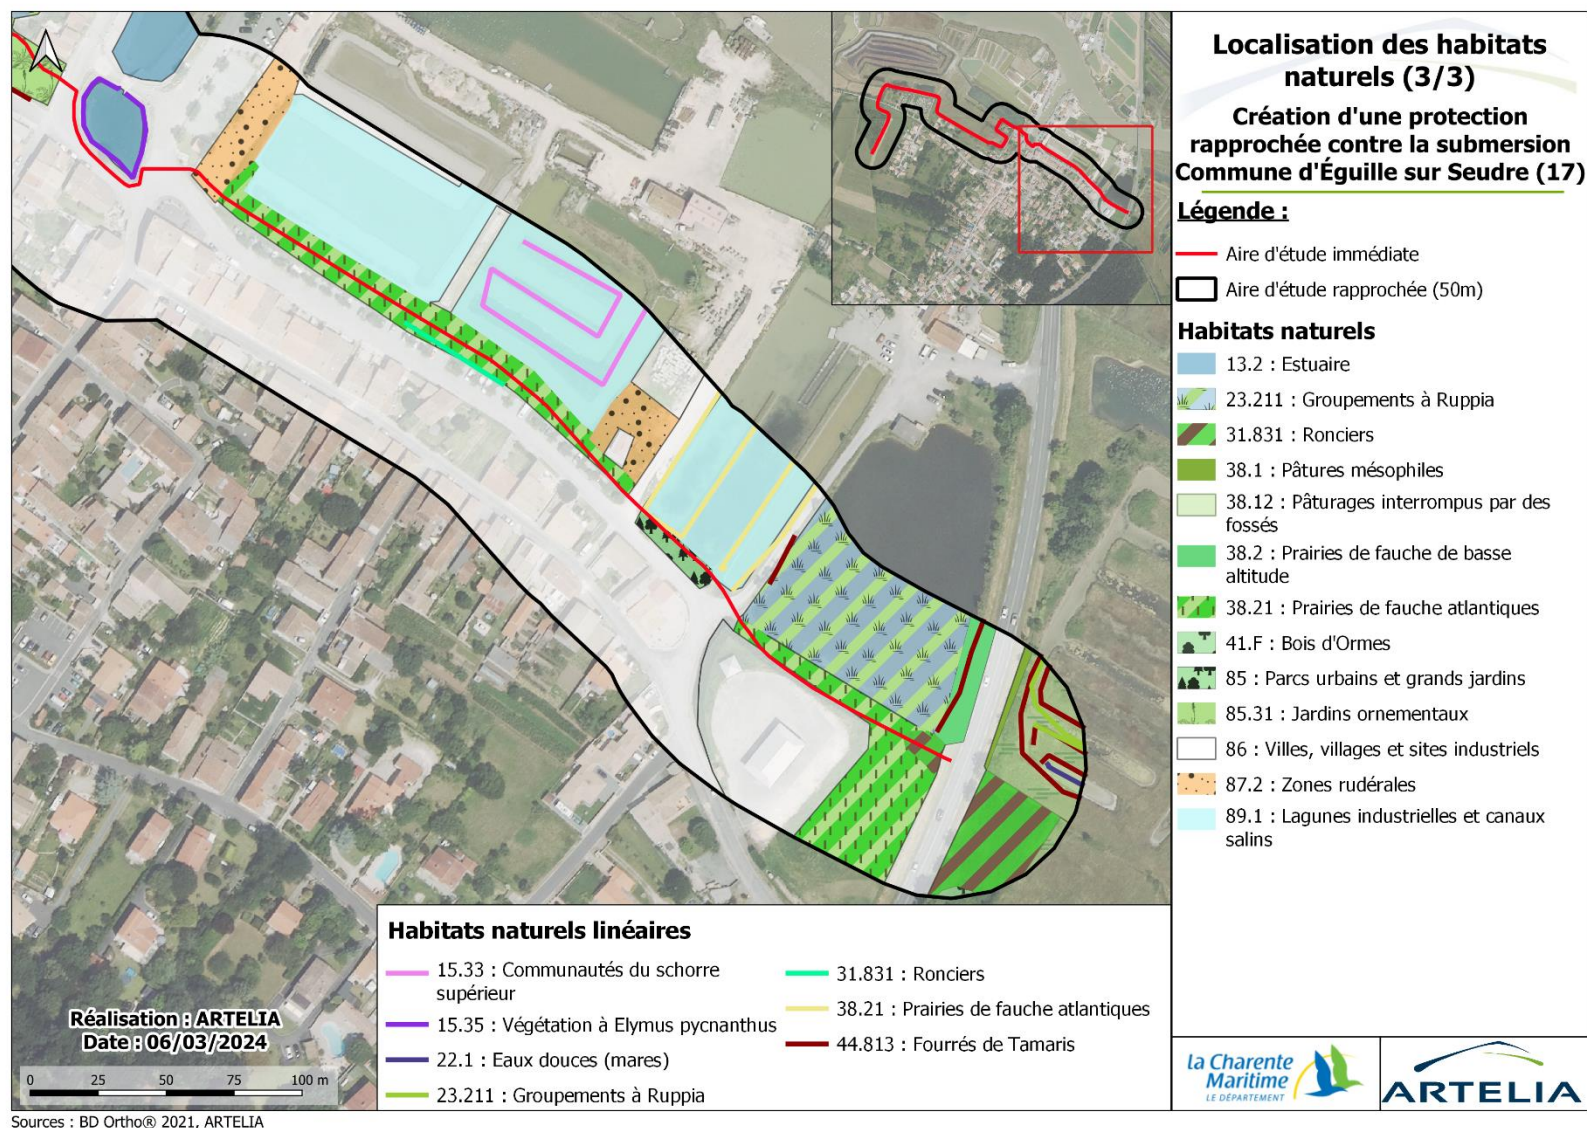 Localisation des habitats
naturels (3/3)
Création d'une protection
rapprochée contre la submersion
Commune d'Éguille sur Seudre (17)
Légende :
Aire d'étude immédiate
Aire d'étude rapprochée (50m)
Habitats naturels
13.2 : Estuaire
23.211 : Groupements à Ruppia
31.831 : Ronciers
38.1 : Pâtures mésophiles
38.12 : Pâturages interrompus par des
fossés
38.2 : Prairies de fauche de basse
altitude
38.21 : Prairies de fauche atlantiques
41.F : Bois d'Ormes
85 : Parcs urbains et grands jardins
85.31 : Jardins ornementaux
86 : Villes, villages et sites industriels
87.2 : Zones rudérales
89.1 : Lagunes industrielles et canaux
salins
Habitats naturels linéaires
15.33 : Communautés du schorre
supérieur
15.35 : Végétation à Elymus pycnanthus
22.1 : Eaux douces (mares)
23.211 : Groupements à Ruppia
31.831 : Ronciers
38.21 : Prairies de fauche atlantiques
44.813 : Fourrés de Tamaris
Réalisation : ARTELIA
Date : 06/03/2024
0 25 50 75 100 m
la Charente
Maritime
LE DÉPARTEMENT
ARTELIA
Sources : BD Ortho® 2021, ARTELIA